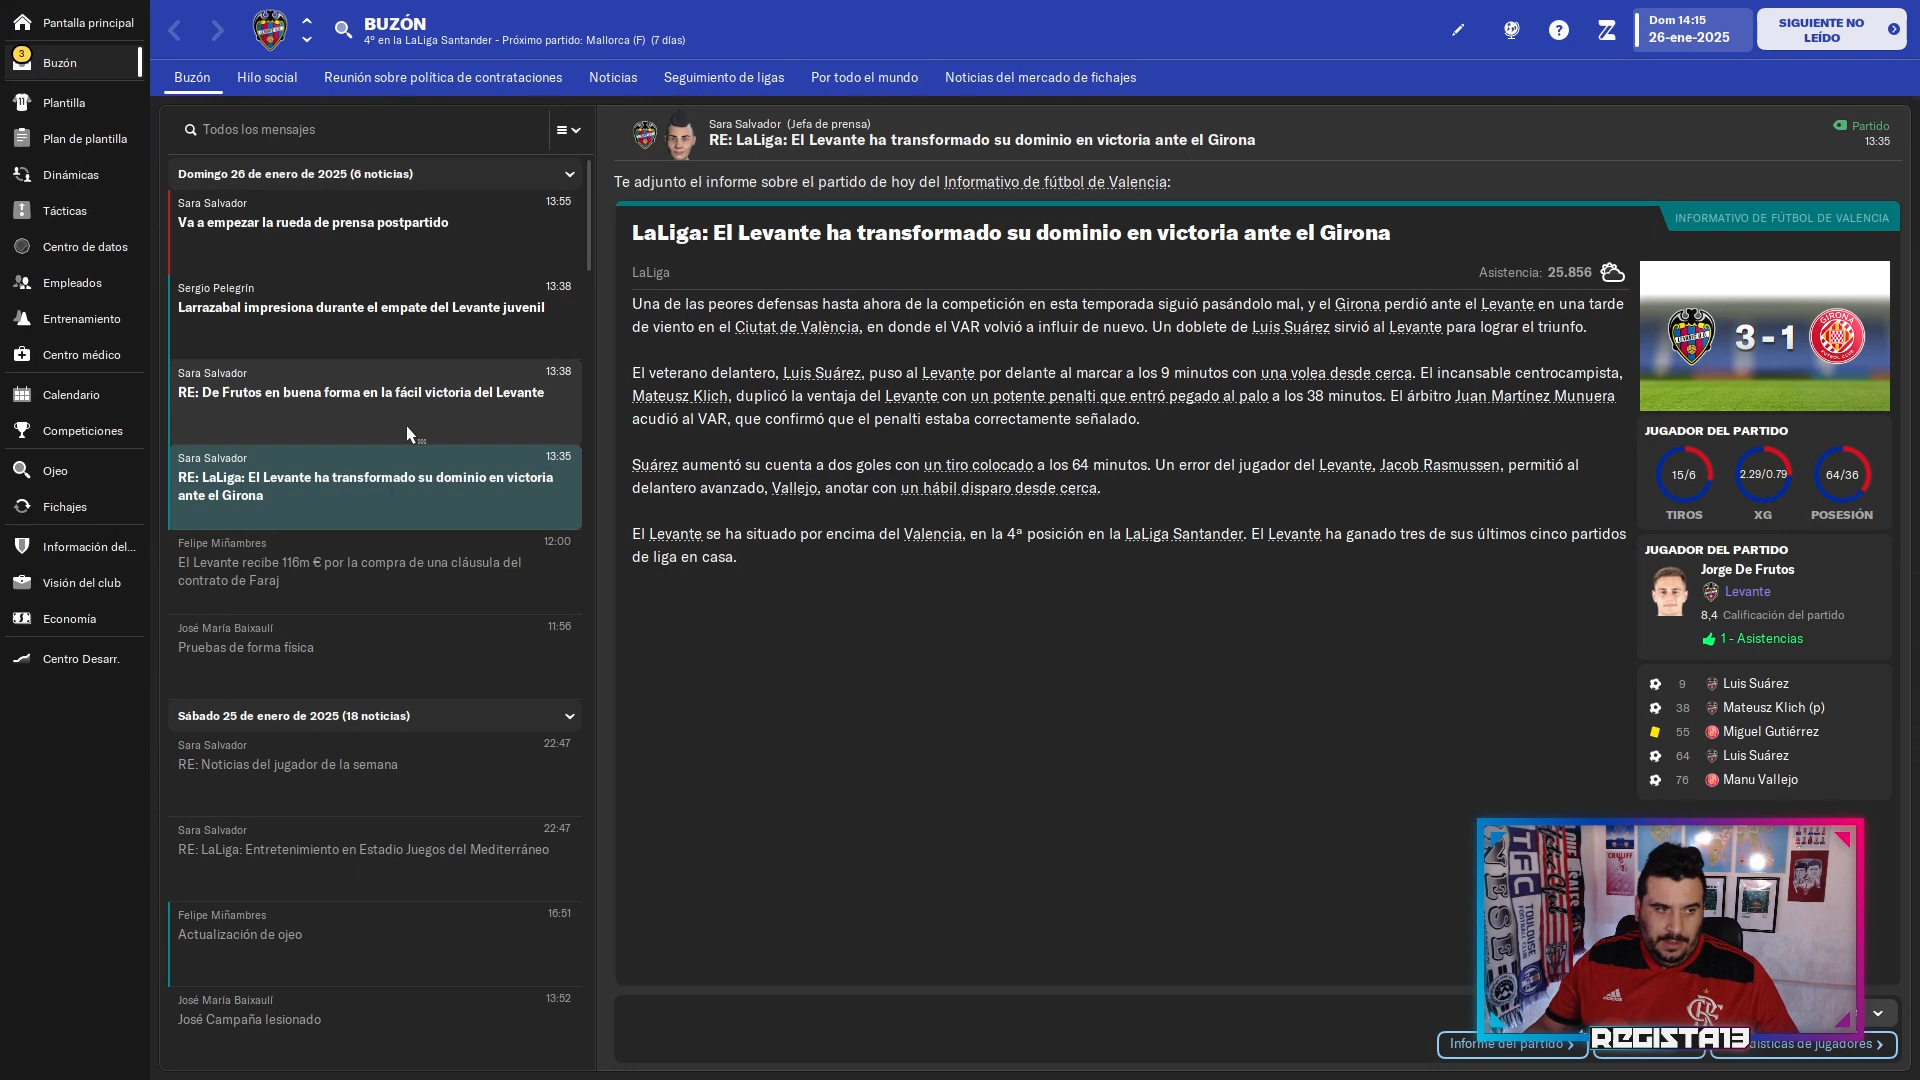 Pantalla principal
3
Buzón
Plantilla
Plan de plantilla
Dinámicas
Tácticas
Centro de datos
Empleados
Entrenamiento
Centro médico
Calendario
Competiciones
Ojeo
Fichajes
Información del...
Visión del club
Economía
Centro Desarr.
BUZÓN
4º en la LaLiga Santander - Próximo partido: Mallorca (F) (7 días)
Dom 14:15
26-ene-2025
SIGUIENTE NO LEÍDO
Buzón
Hilo social
Reunión sobre política de contrataciones
Noticias
Seguimiento de ligas
Por todo el mundo
Noticias del mercado de fichajes
Todos los mensajes
Domingo 26 de enero de 2025 (6 noticias)
Sara Salvador 13:55
Va a empezar la rueda de prensa postpartido
Sergio Pelegrín 13:38
Larrazabal impresiona durante el empate del Levante juvenil
Sara Salvador 13:38
RE: De Frutos en buena forma en la fácil victoria del Levante
Sara Salvador 13:35
RE: LaLiga: El Levante ha transformado su dominio en victoria
ante el Girona
Felipe Miñambres 12:00
El Levante recibe 116m € por la compra de una cláusula del
contrato de Faraj
José María Baixaulí 11:56
Pruebas de forma física
Sábado 25 de enero de 2025 (18 noticias)
Sara Salvador 22:47
RE: Noticias del jugador de la semana
Sara Salvador 22:47
RE: LaLiga: Entretenimiento en Estadio Juegos del Mediterráneo
Felipe Miñambres 16:51
Actualización de ojeo
José María Baixaulí 13:52
José Campaña lesionado
Sara Salvador (Jefa de prensa)
RE: LaLiga: El Levante ha transformado su dominio en victoria ante el Girona
Partido
13:35
Te adjunto el informe sobre el partido de hoy del Informativo de fútbol de Valencia:
INFORMATIVO DE FÚTBOL DE VALENCIA
LaLiga: El Levante ha transformado su dominio en victoria ante el Girona
LaLiga
Asistencia: 25.856
Una de las peores defensas hasta ahora de la competición en esta temporada siguió pasándolo mal, y el Girona perdió ante el Levante en una tarde
de viento en el Ciutat de València, en donde el VAR volvió a influir de nuevo. Un doblete de Luis Suárez sirvió al Levante para lograr el triunfo.
El veterano delantero, Luis Suárez, puso al Levante por delante al marcar a los 9 minutos con una volea desde cerca. El incansable centrocampista,
Mateusz Klich, duplicó la ventaja del Levante con un potente penalti que entró pegado al palo a los 38 minutos. El árbitro Juan Martínez Munuera
acudió al VAR, que confirmó que el penalti estaba correctamente señalado.
Suárez aumentó su cuenta a dos goles con un tiro colocado a los 64 minutos. Un error del jugador del Levante, Jacob Rasmussen, permitió al
delantero avanzado, Vallejo, anotar con un hábil disparo desde cerca.
El Levante se ha situado por encima del Valencia, en la 4ª posición en la LaLiga Santander. El Levante ha ganado tres de sus últimos cinco partidos
de liga en casa.
3 - 1
JUGADOR DEL PARTIDO
15/6
2.29/0.79
64/36
TIROS
XG
POSESIÓN
JUGADOR DEL PARTIDO
Jorge De Frutos
Levante
8,4 Calificación del partido
1 - Asistencias
9 Luis Suárez
38 Mateusz Klich (p)
55 Miguel Gutiérrez
64 Luis Suárez
76 Manu Vallejo
CRUIJFF
TFC
TOULOUSE
REGISTA13
Informe del partido
dísticas de jugadores